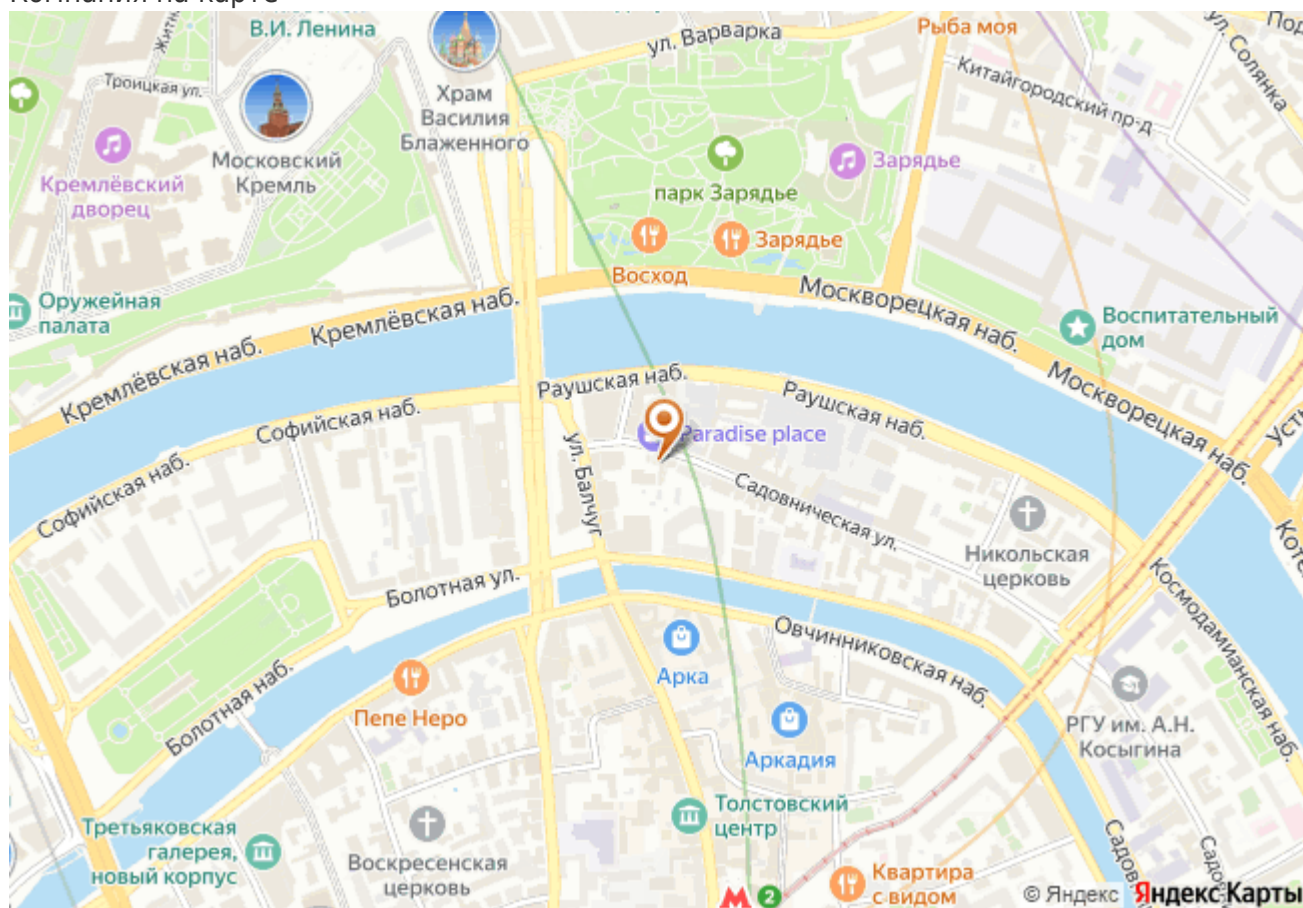 Компания на карте
В.И. Ленина
ул. Варварка
Рыба моя
ул. Солянка
Троицкая ул.
Храм
Василия
Блаженного
Китайгородский пр-д
Московский
Кремль
Кремлёвский
дворец
парк Зарядье
Зарядье
Зарядье
Восход
Оружейная
палата
Кремлёвская наб.
Кремлёвская наб.
Москворецкая наб.
Москворецкая наб.
Воспитательный
дом
Раушская наб.
Раушская наб.
Софийская наб.
Софийская наб.
Paradise place
ул. Балчуг
Садовническая ул.
Никольская
церковь
Болотная ул.
Болотная наб.
Овчинниковская наб.
Космодамианская наб.
Арка
Пепе Неро
Аркадия
РГУ им. А.Н.
Косыгина
Толстовский
центр
Третьяковская
галерея,
новый корпус
Воскресенская
церковь
Квартира
с видом
2
© Яндекс Яндекс Карты